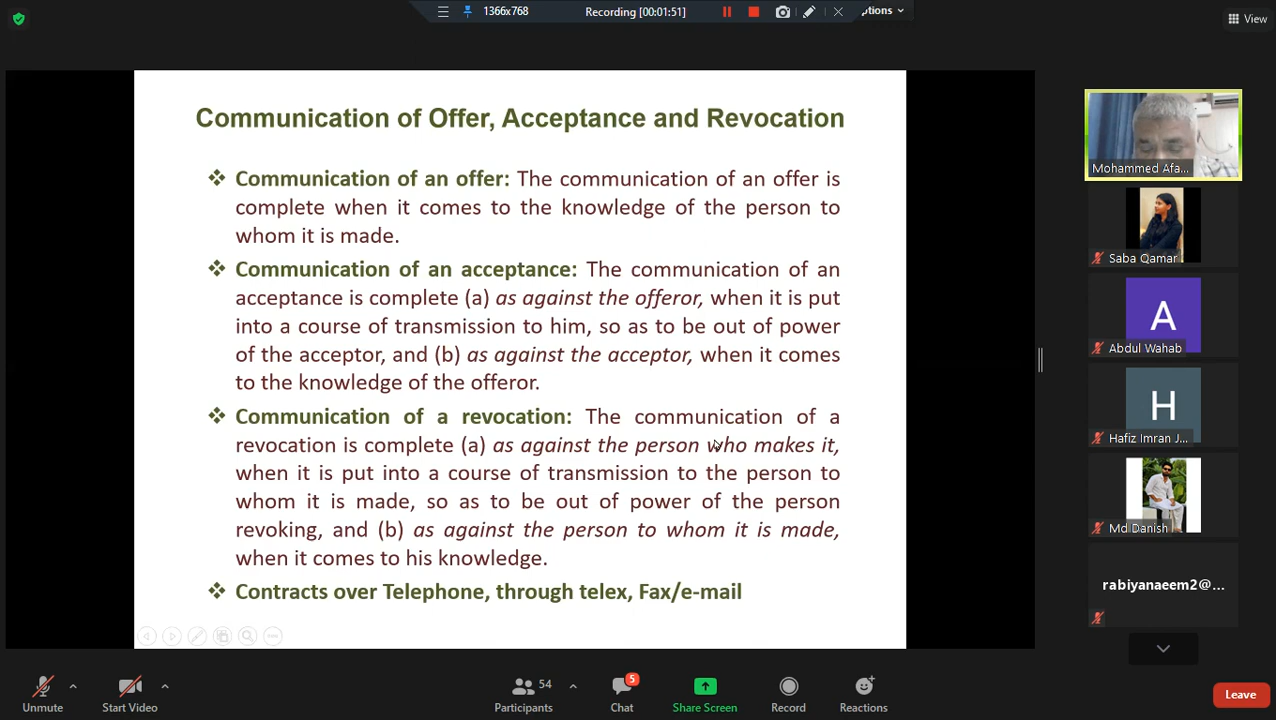 1366x768
Recording [00:01:51]
ptions
View
Communication of Offer, Acceptance and Revocation
❖ Communication of an offer: The communication of an offer is
complete when it comes to the knowledge of the person to
whom it is made.
❖ Communication of an acceptance: The communication of an
acceptance is complete (a) as against the offeror, when it is put
into a course of transmission to him, so as to be out of power
of the acceptor, and (b) as against the acceptor, when it comes
to the knowledge of the offeror.
❖ Communication of a revocation: The communication of a
revocation is complete (a) as against the person who makes it,
when it is put into a course of transmission to the person to
whom it is made, so as to be out of power of the person
revoking, and (b) as against the person to whom it is made,
when it comes to his knowledge.
❖ Contracts over Telephone, through telex, Fax/e-mail
Mohammed Afa...
Saba Qamar
A
Abdul Wahab
H
Hafiz Imran J...
Md Danish
rabiyanaeem2@...
Unmute
Start Video
54
Participants
5
Chat
Share Screen
Record
Reactions
Leave